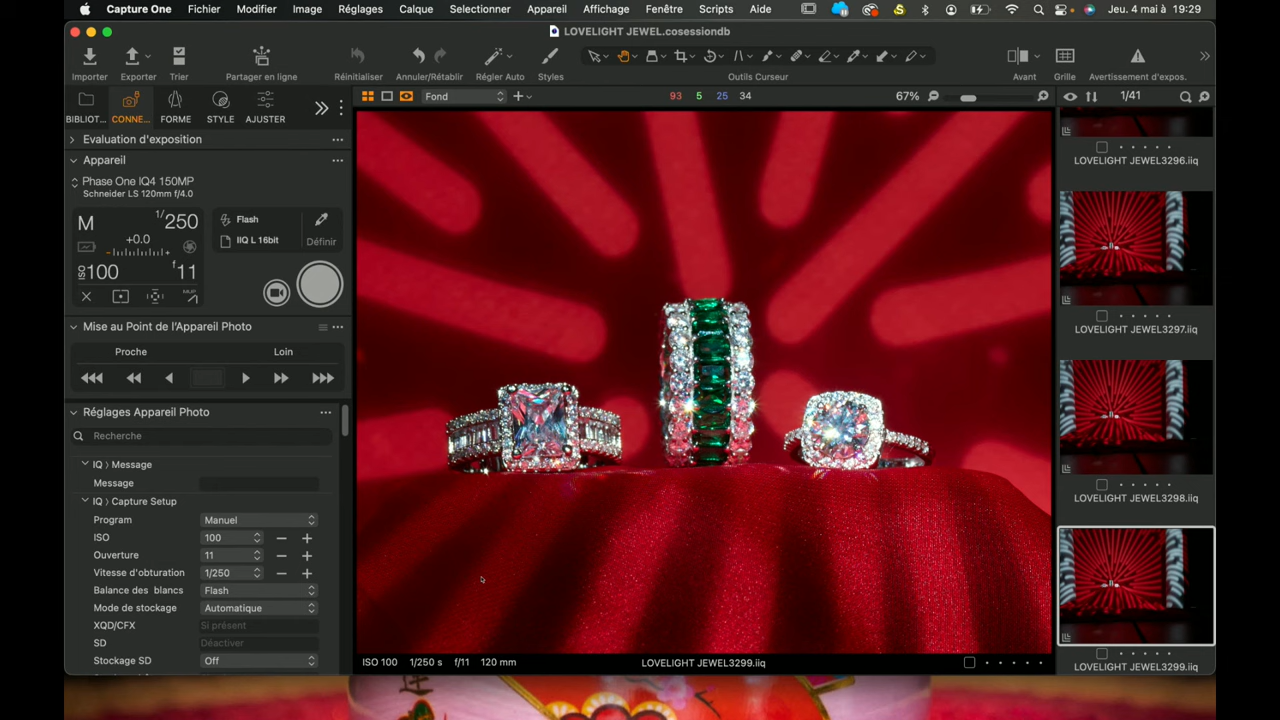 Capture One Fichier Modifier Image Réglages Calque Selectionner Appareil Affichage Fenêtre Scripts Aide Jeu. 4 mai à 19:29
LOVELIGHT JEWEL.cosessiondb
Importer Exporter Trier Partager en ligne Réinitialiser Annuler/Rétablir Régler Auto Styles Outils Curseur Avant Grille Avertissement d'expos.
BIBLIOT... CONNE... FORME STYLE AJUSTER
Fond
93 5 25 34
67%
1/41
Evaluation d'exposition
Appareil
Phase One IQ4 150MP
Schneider LS 120mm f/4.0
M 1/250
+0.0
ISO100 f11
Flash
IIQ L 16bit
Définir
Mise au Point de l'Appareil Photo
Proche Loin
Réglages Appareil Photo
Recherche
IQ 〉 Message
Message
IQ 〉 Capture Setup
Program Manuel
ISO 100
Ouverture 11
Vitesse d'obturation 1/250
Balance des blancs Flash
Mode de stockage Automatique
XQD/CFX Si présent
SD Désactiver
Stockage SD Off
ISO 100 1/250 s f/11 120 mm
LOVELIGHT JEWEL3299.iiq
LOVELIGHT JEWEL3296.iiq
LOVELIGHT JEWEL3297.iiq
LOVELIGHT JEWEL3298.iiq
LOVELIGHT JEWEL3299.iiq